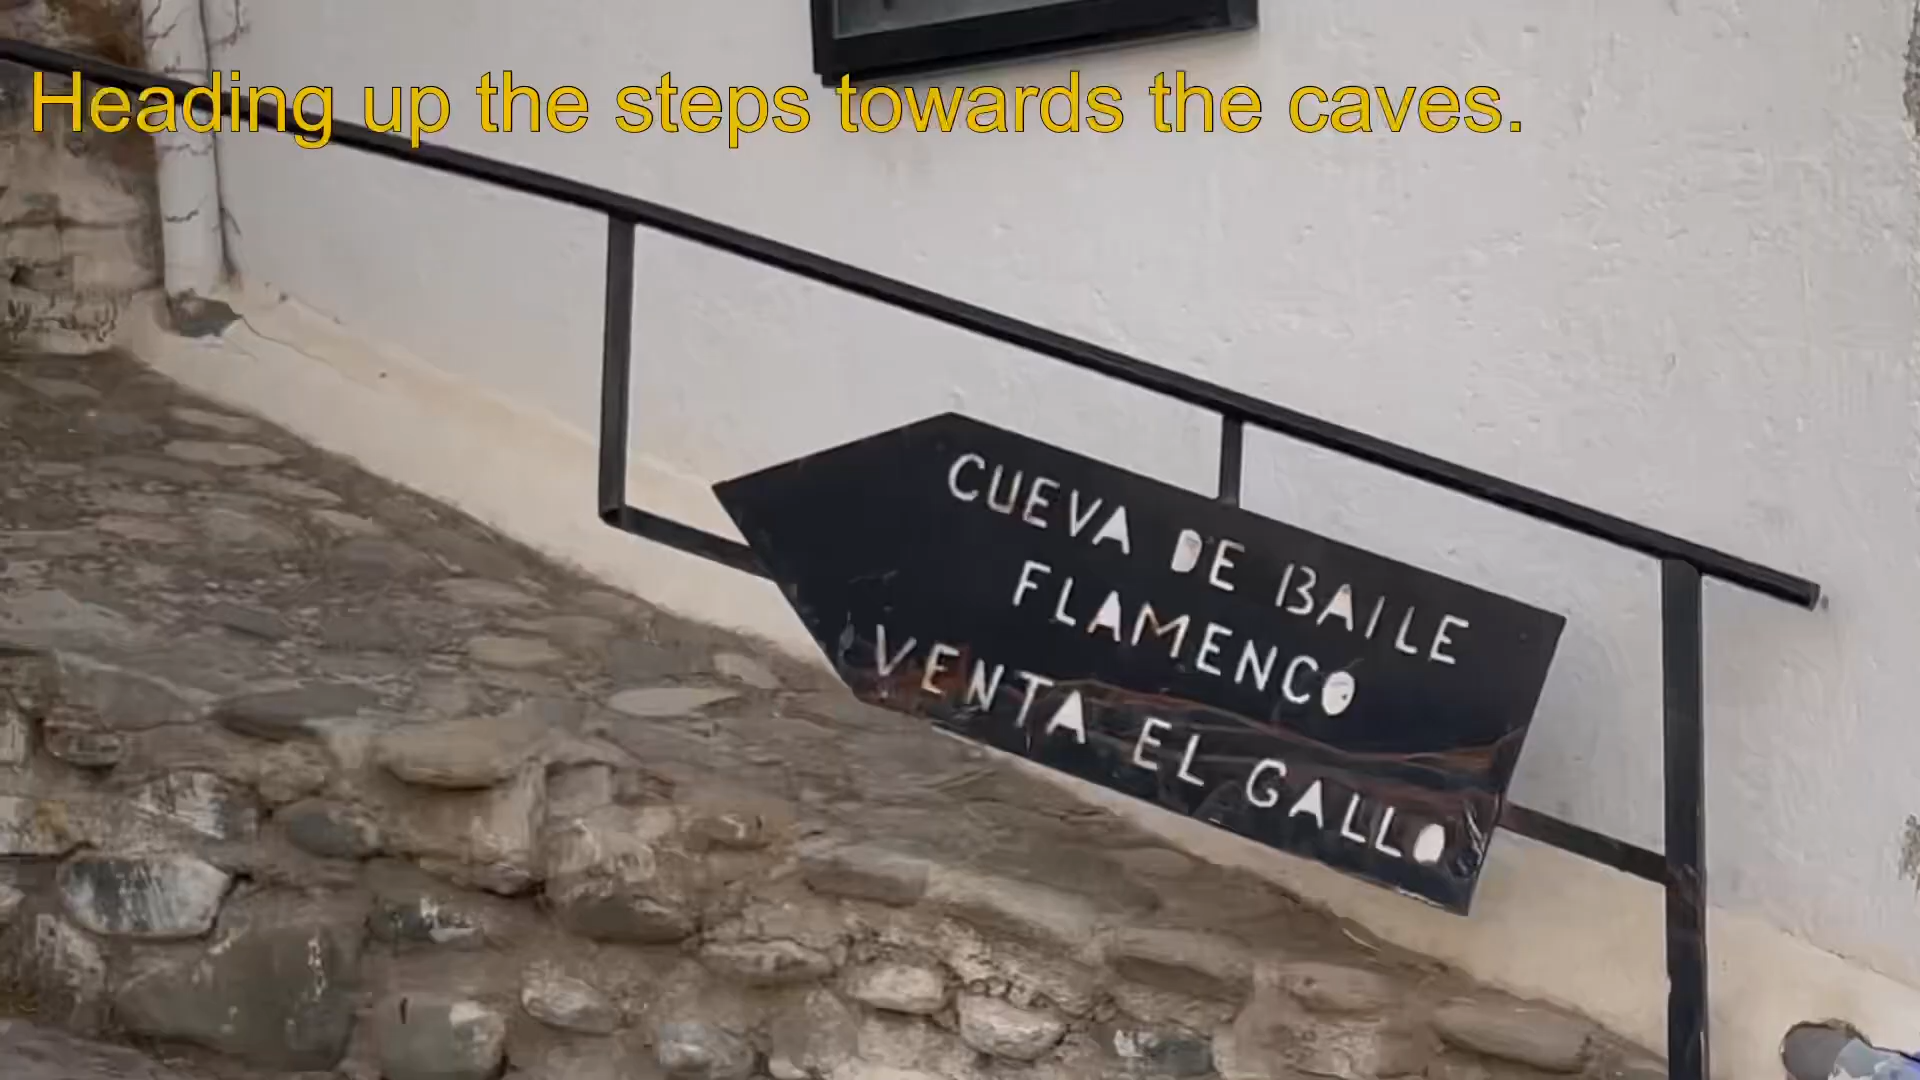 Heading up the steps towards the caves.
CUEVA DE BAILE
FLAMENCO
VENTA EL GALLO